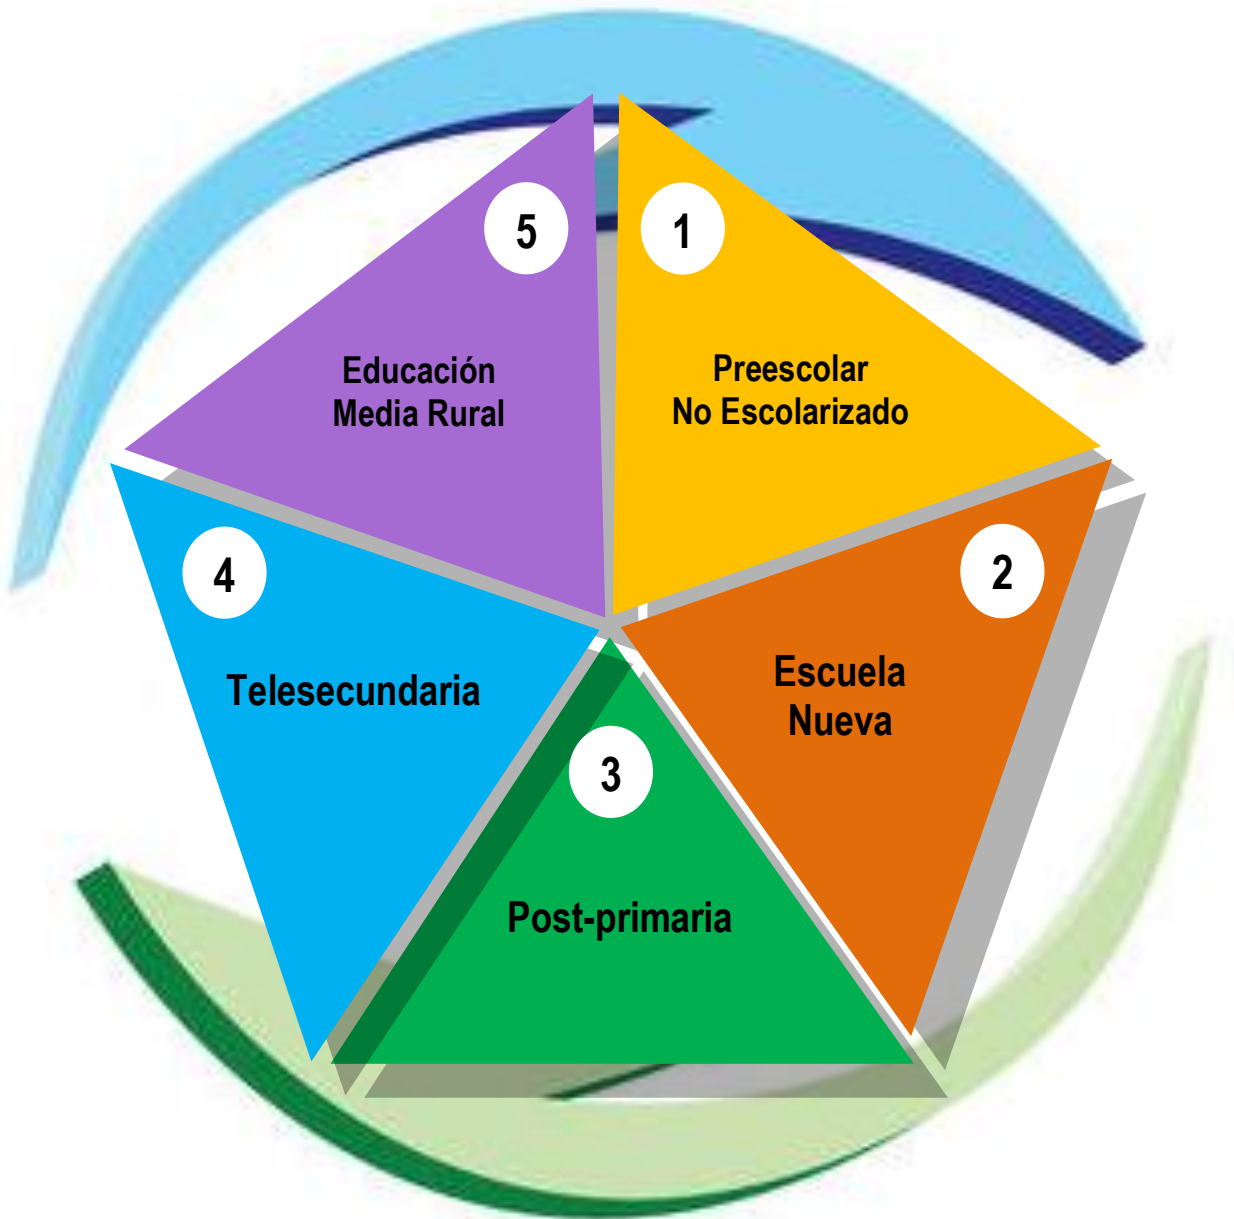 1
Preescolar
No Escolarizado
2
Escuela
Nueva
3
Post-primaria
4
Telesecundaria
5
Educación
Media Rural